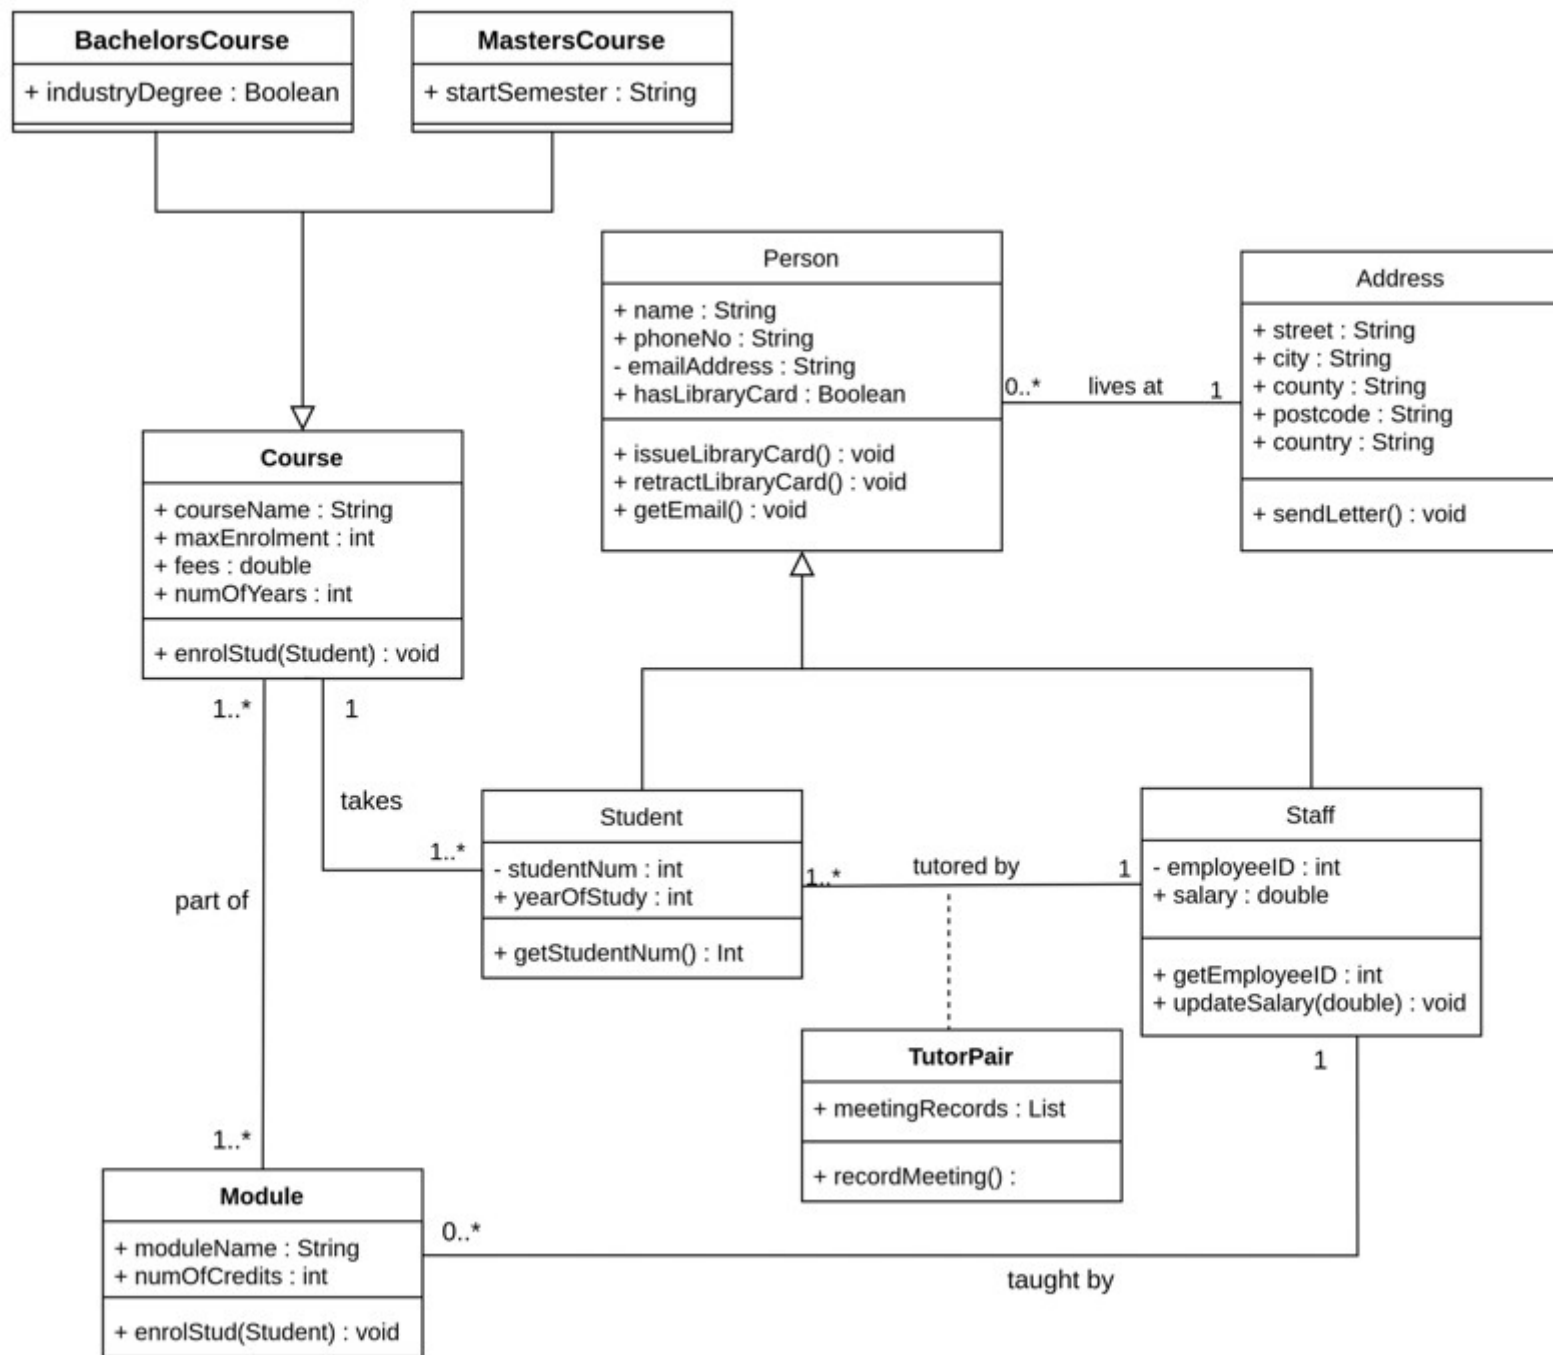 BachelorsCourse
+ industryDegree : Boolean
MastersCourse
+ startSemester : String
Person
+ name : String
+ phoneNo : String
- emailAddress : String
+ hasLibraryCard : Boolean
+ issueLibraryCard() : void
+ retractLibraryCard() : void
+ getEmail() : void
0..*
lives at
1
Address
+ street : String
+ city : String
+ county : String
+ postcode : String
+ country : String
+ sendLetter() : void
Course
+ courseName : String
+ maxEnrolment : int
+ fees : double
+ numOfYears : int
+ enrolStud(Student) : void
1..*
1
takes
1..*
part of
1..*
Student
- studentNum : int
+ yearOfStudy : int
+ getStudentNum() : Int
1..*
tutored by
1
Staff
- employeeID : int
+ salary : double
+ getEmployeeID : int
+ updateSalary(double) : void
1
TutorPair
+ meetingRecords : List
+ recordMeeting() :
Module
+ moduleName : String
+ numOfCredits : int
+ enrolStud(Student) : void
0..*
taught by